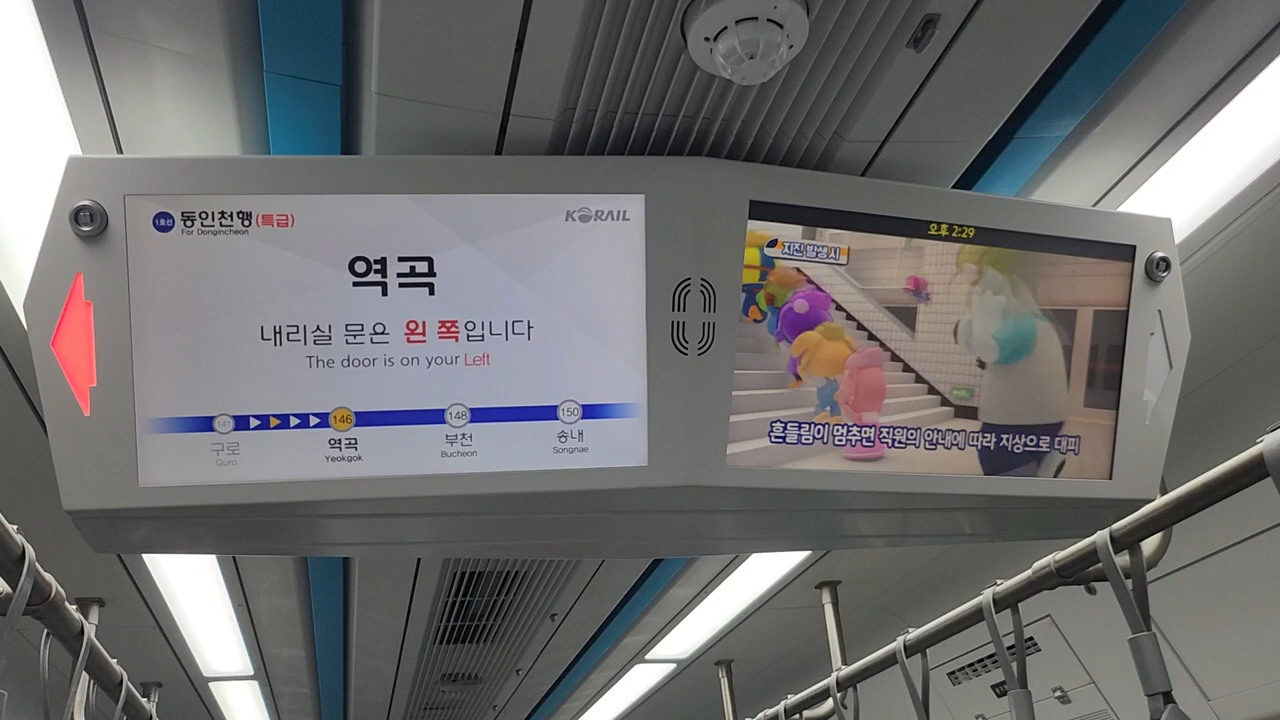 1호선 동인천행(특급)
For Dongincheon
KORAIL
역곡
내리실 문은 왼 쪽입니다
The door is on your Left
146 148 150
구로 역곡 부천 송내
Guro Yeokgok Bucheon Songnae
오후 2:29
지진 발생 시
흔들림이 멈추면 직원의 안내에 따라 지상으로 대피